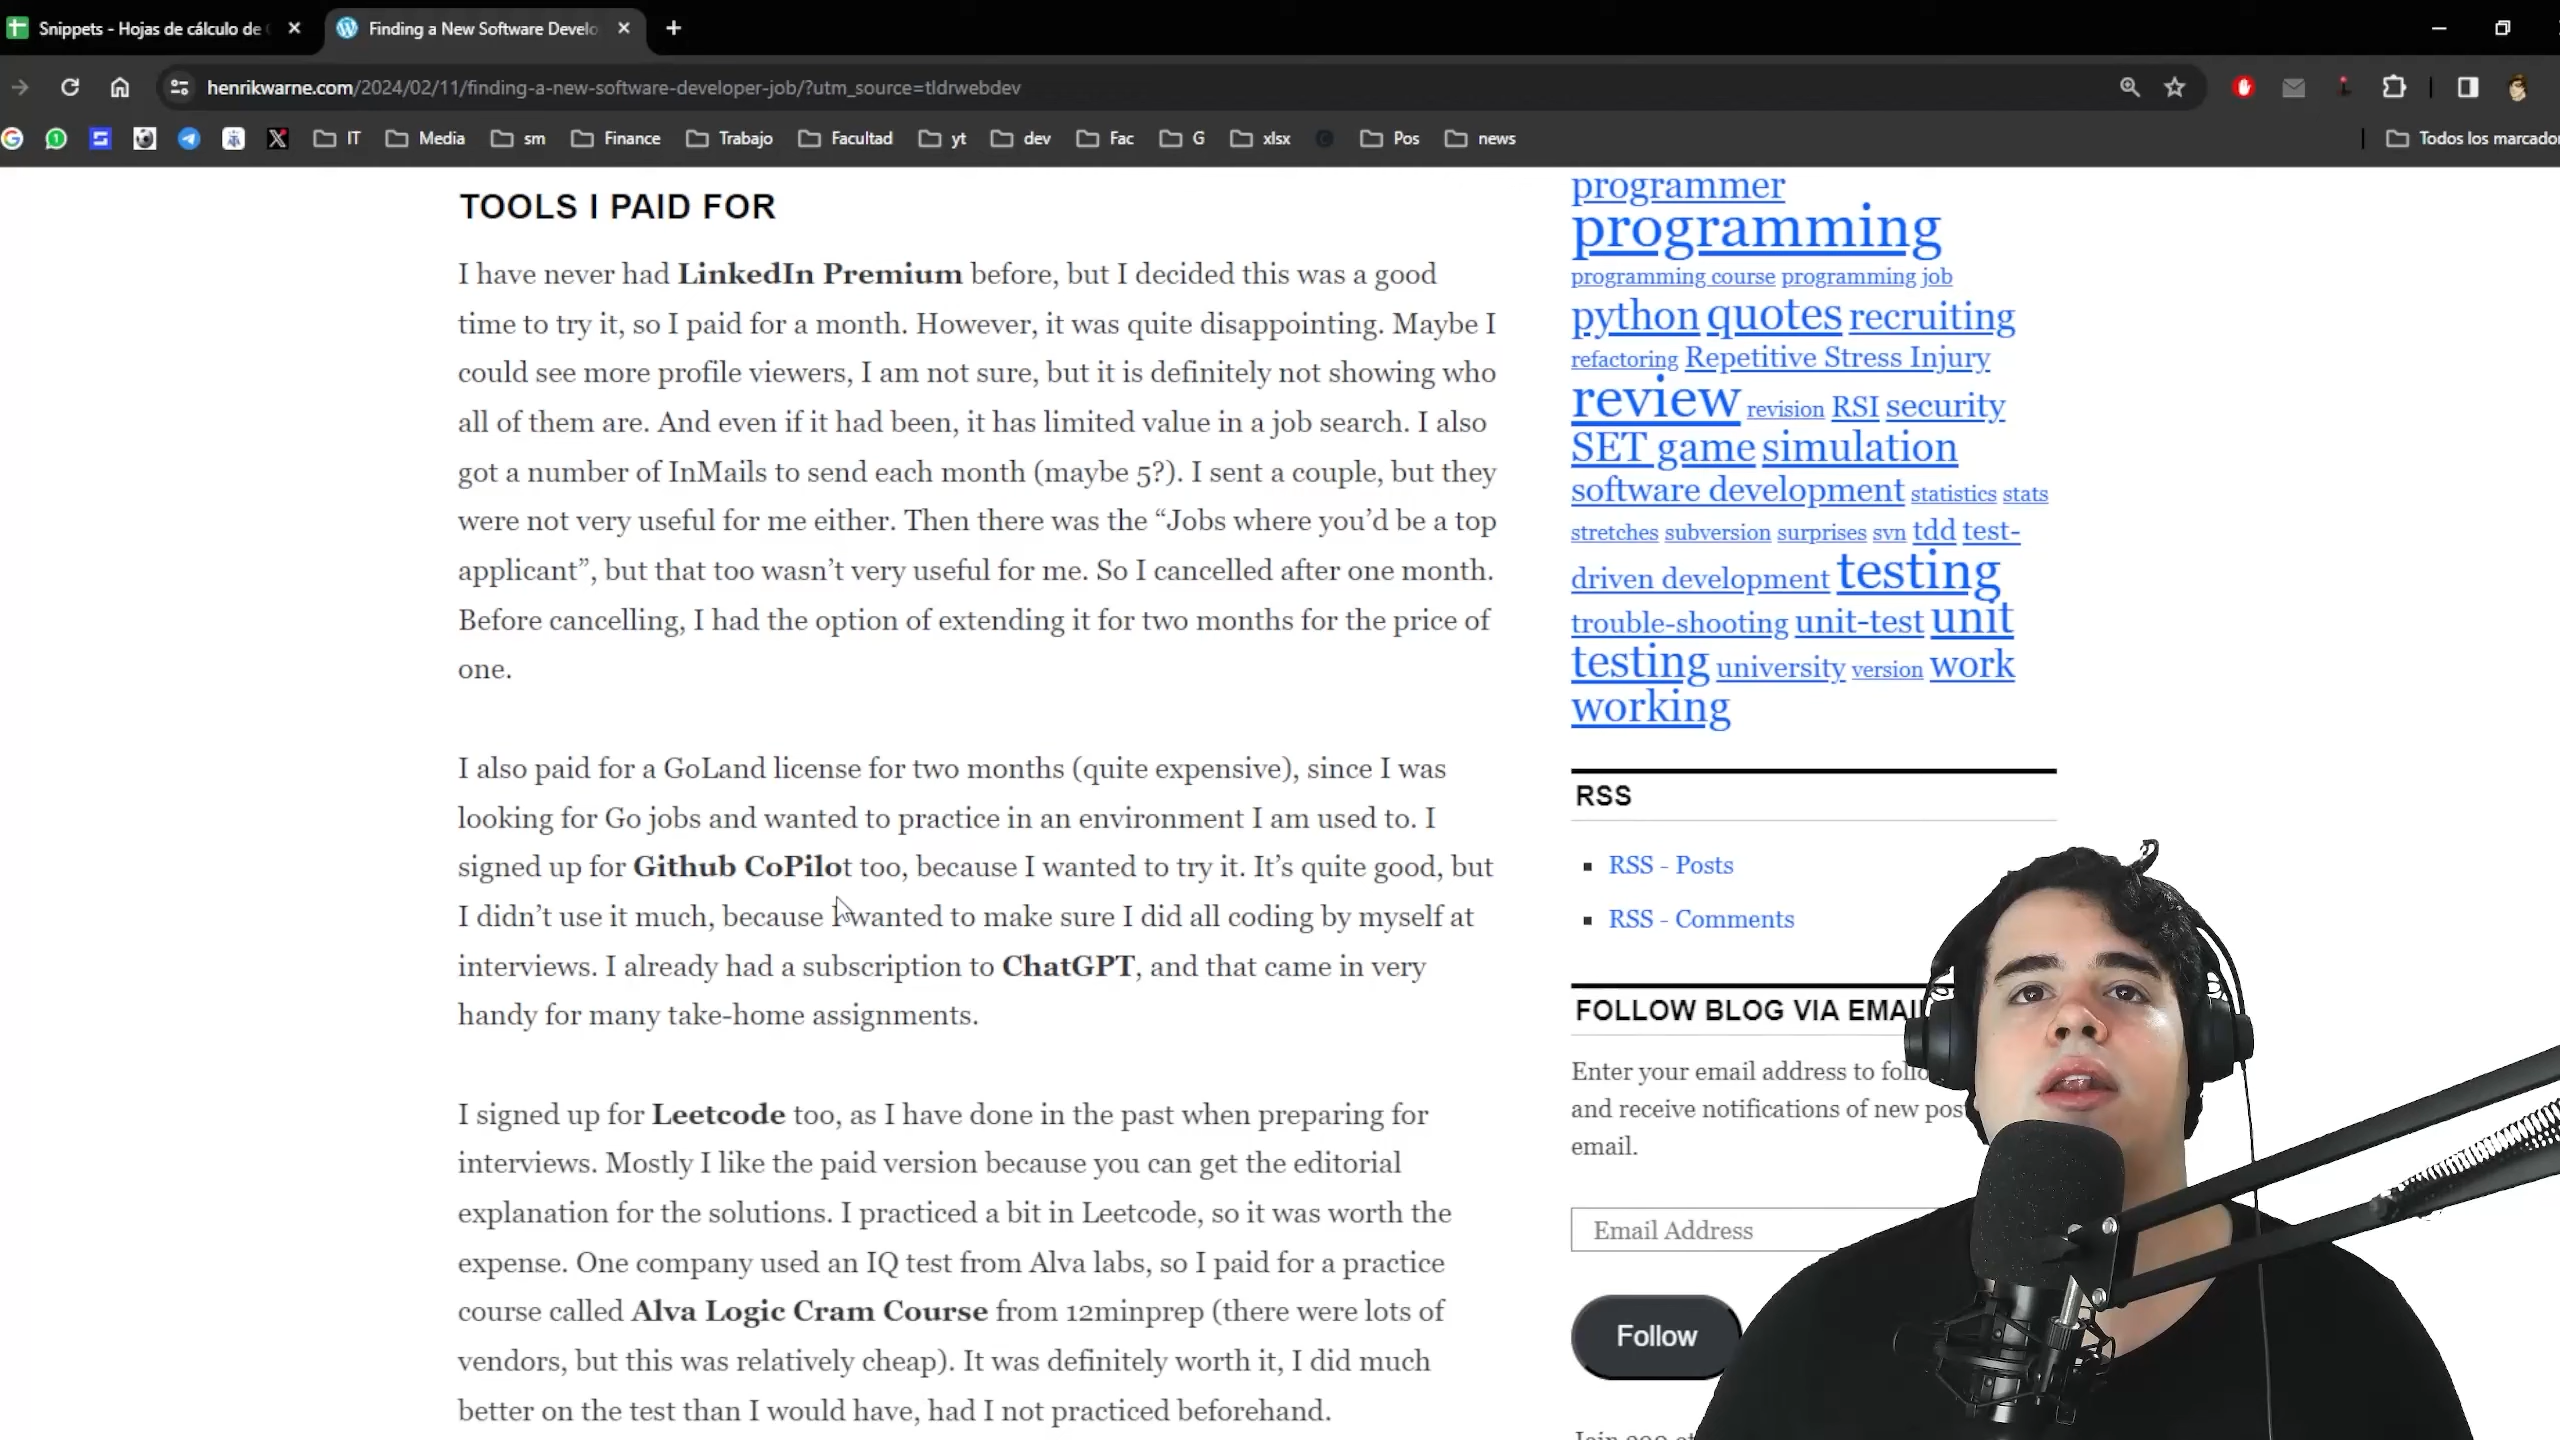 Snippets - Hojas de cálculo de
Finding a New Software Develo
henrikwarne.com/2024/02/11/finding-a-new-software-developer-job/?utm_source=tldrwebdev
IT Media sm Finance Trabajo Facultad yt dev Fac G xlsx Pos news Todos los marcado
TOOLS I PAID FOR
I have never had LinkedIn Premium before, but I decided this was a good
time to try it, so I paid for a month. However, it was quite disappointing. Maybe I
could see more profile viewers, I am not sure, but it is definitely not showing who
all of them are. And even if it had been, it has limited value in a job search. I also
got a number of InMails to send each month (maybe 5?). I sent a couple, but they
were not very useful for me either. Then there was the “Jobs where you’d be a top
applicant”, but that too wasn’t very useful for me. So I cancelled after one month.
Before cancelling, I had the option of extending it for two months for the price of
one.
I also paid for a GoLand license for two months (quite expensive), since I was
looking for Go jobs and wanted to practice in an environment I am used to. I
signed up for Github CoPilot too, because I wanted to try it. It’s quite good, but
I didn’t use it much, because I wanted to make sure I did all coding by myself at
interviews. I already had a subscription to ChatGPT, and that came in very
handy for many take-home assignments.
I signed up for Leetcode too, as I have done in the past when preparing for
interviews. Mostly I like the paid version because you can get the editorial
explanation for the solutions. I practiced a bit in Leetcode, so it was worth the
expense. One company used an IQ test from Alva labs, so I paid for a practice
course called Alva Logic Cram Course from 12minprep (there were lots of
vendors, but this was relatively cheap). It was definitely worth it, I did much
better on the test than I would have, had I not practiced beforehand.
programmer
programming
programming course programming job
python quotes recruiting
refactoring Repetitive Stress Injury
review revision RSI security
SET game simulation
software development statistics stats
stretches subversion surprises svn tdd test-
driven development testing
trouble-shooting unit-test unit
testing university version work
working
RSS
RSS - Posts
RSS - Comments
FOLLOW BLOG VIA EMAI
Enter your email address to follo
and receive notifications of new pos
email.
Email Address
Follow